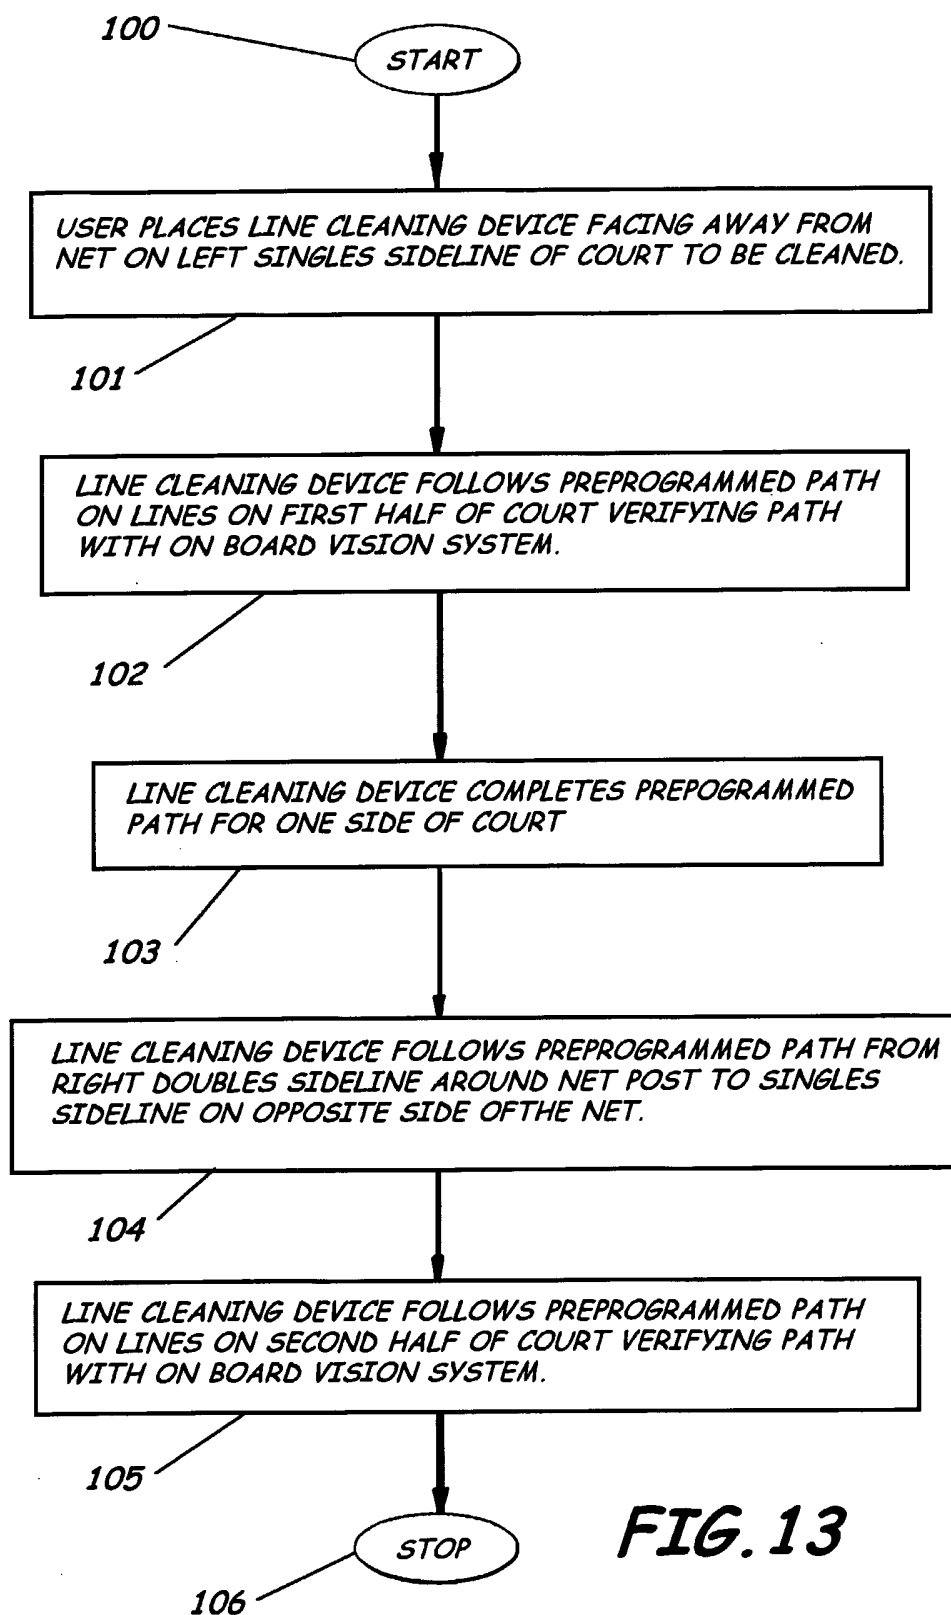 100
START
USER PLACES LINE CLEANING DEVICE FACING AWAY FROM
NET ON LEFT SINGLES SIDELINE OF COURT TO BE CLEANED.
101
LINE CLEANING DEVICE FOLLOWS PREPROGRAMMED PATH
ON LINES ON FIRST HALF OF COURT VERIFYING PATH
WITH ON BOARD VISION SYSTEM.
102
LINE CLEANING DEVICE COMPLETES PREPOGRAMMED
PATH FOR ONE SIDE OF COURT
103
LINE CLEANING DEVICE FOLLOWS PREPROGRAMMED PATH FROM
RIGHT DOUBLES SIDELINE AROUND NET POST TO SINGLES
SIDELINE ON OPPOSITE SIDE OFTHE NET.
104
LINE CLEANING DEVICE FOLLOWS PREPROGRAMMED PATH
ON LINES ON SECOND HALF OF COURT VERIFYING PATH
WITH ON BOARD VISION SYSTEM.
105
STOP
106
FIG. 13